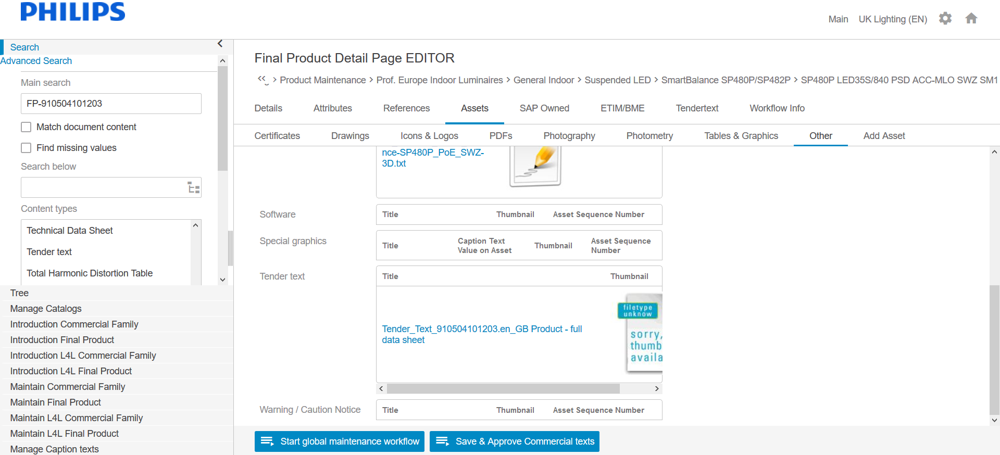 PHILIPS
Main
UK Lighting (EN)
Search
Advanced Search
Main search
FP-910504101203
Match document content
Find missing values
Search below
Content types
Technical Data Sheet
Tender text
Total Harmonic Distortion Table
Tree
Manage Catalogs
Introduction Commercial Family
Introduction Final Product
Introduction L4L Commercial Family
Introduction L4L Final Product
Maintain Commercial Family
Maintain Final Product
Maintain L4L Commercial Family
Maintain L4L Final Product
Manage Caption texts
Final Product Detail Page EDITOR
Product Maintenance > Prof. Europe Indoor Luminaires > General Indoor > Suspended LED > SmartBalance SP480P/SP482P > SP480P LED35S/840 PSD ACC-MLO SWZ SM1
Details
Attributes
References
Assets
SAP Owned
ETIM/BME
Tendertext
Workflow Info
Certificates
Drawings
Icons & Logos
PDFs
Photography
Photometry
Tables & Graphics
Other
Add Asset
nce-SP480P_PoE_SWZ-
3D.txt
Software
Title
Thumbnail
Asset Sequence Number
Special graphics
Title
Caption Text
Value on Asset
Thumbnail
Asset Sequence
Number
Tender text
Title
Thumbnail
Tender_Text_910504101203.en_GB Product - full
data sheet
filetype
unknow
sorry,
thumb
availa
Warning / Caution Notice
Title
Thumbnail
Asset Sequence Number
Start global maintenance workflow
Save & Approve Commercial texts